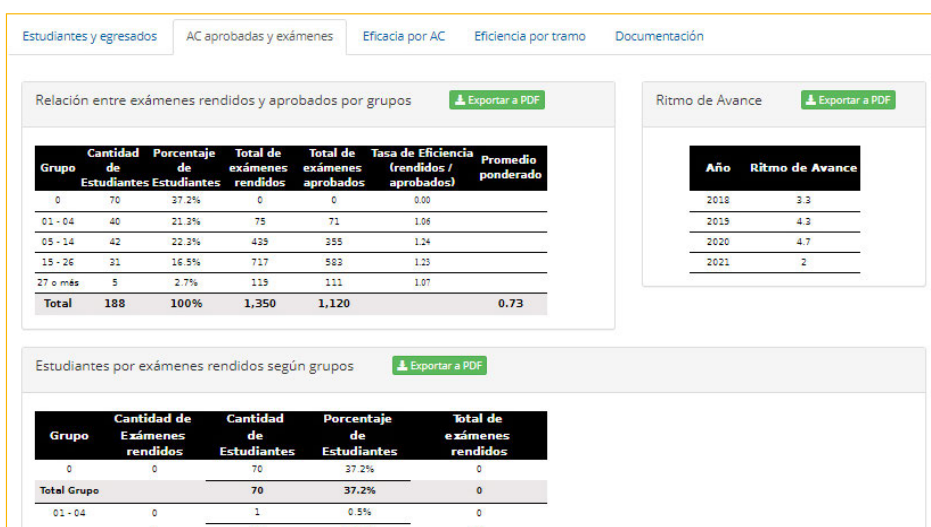 Estudiantes y egresados AC aprobadas y exámenes Eficacia por AC Eficiencia por tramo Documentación
Relación entre exámenes rendidos y aprobados por grupos Exportar a PDF
Grupo Cantidad de Estudiantes Porcentaje de Estudiantes Total de exámenes rendidos Total de exámenes aprobados Tasa de Eficiencia (rendidos / aprobados) Promedio ponderado
0 70 37.2% 0 0 0.00
01 - 04 40 21.3% 75 71 1.06
05 - 14 42 22.3% 439 355 1.24
15 - 26 31 16.5% 717 583 1.23
27 o más 5 2.7% 119 111 1.07
Total 188 100% 1,350 1,120 0.73
Ritmo de Avance Exportar a PDF
Año Ritmo de Avance
2018 3.3
2019 4.3
2020 4.7
2021 2
Estudiantes por exámenes rendidos según grupos Exportar a PDF
Grupo Cantidad de Exámenes rendidos Cantidad de Estudiantes Porcentaje de Estudiantes Total de exámenes rendidos
0 0 70 37.2% 0
Total Grupo 70 37.2% 0
01 - 04 0 1 0.5% 0